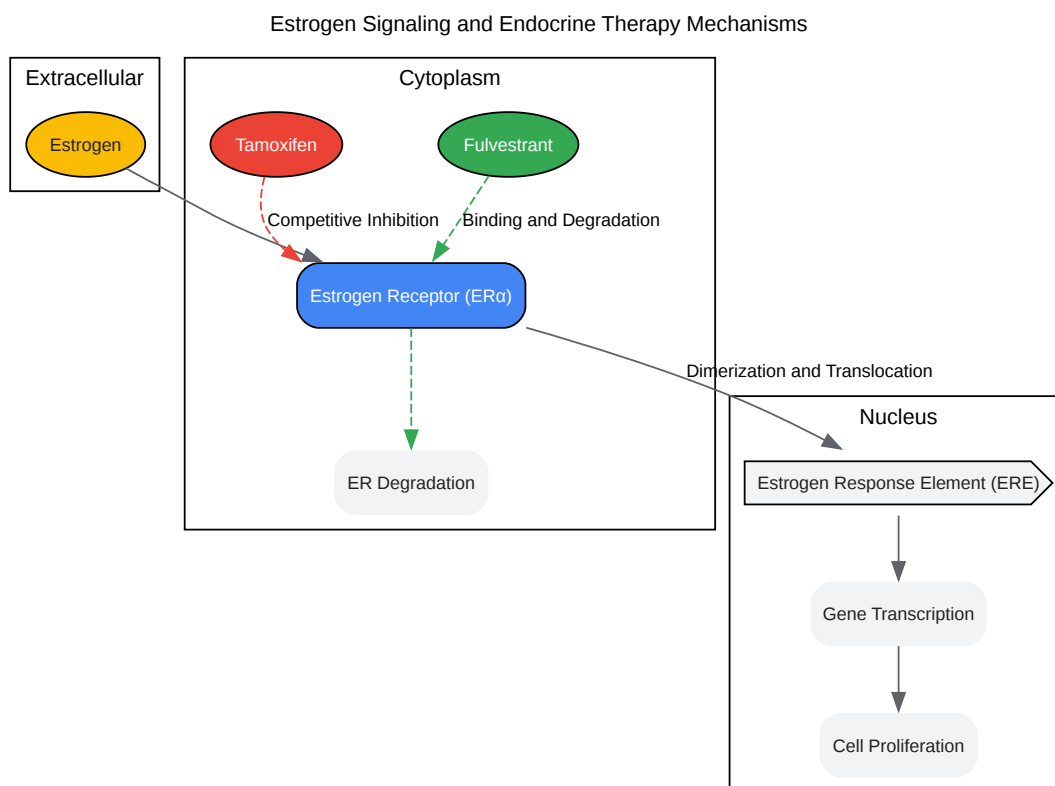 Estrogen Signaling and Endocrine Therapy Mechanisms
Extracellular
Cytoplasm
Estrogen
Tamoxifen
Fulvestrant
Competitive Inhibition
Binding and Degradation
Estrogen Receptor (ERα)
Dimerization and Translocation
Nucleus
ER Degradation
Estrogen Response Element (ERE)
Gene Transcription
Cell Proliferation